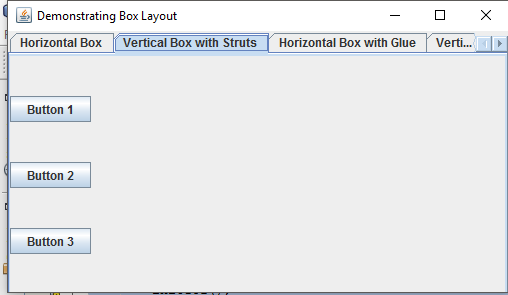 Demonstrating Box Layout
Horizontal Box Vertical Box with Struts Horizontal Box with Glue Verti...
Button 1
Button 2
Button 3